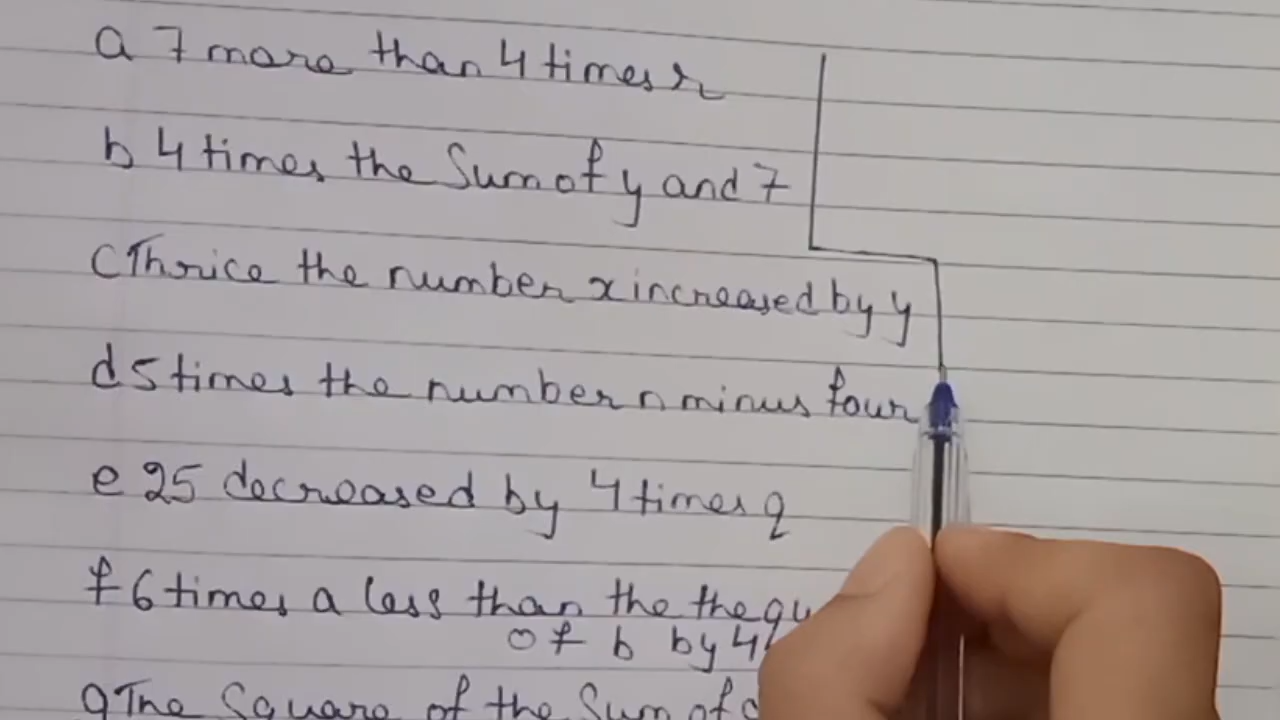 a 7 more than 4 times r
b 4 times the Sum of y and 7
c Thrice the number x increased by y
d 5 times the number n minus four
e 25 decreased by 4 times q
f 6 times a less than the the
of b by 4
g The Square of the Sum of